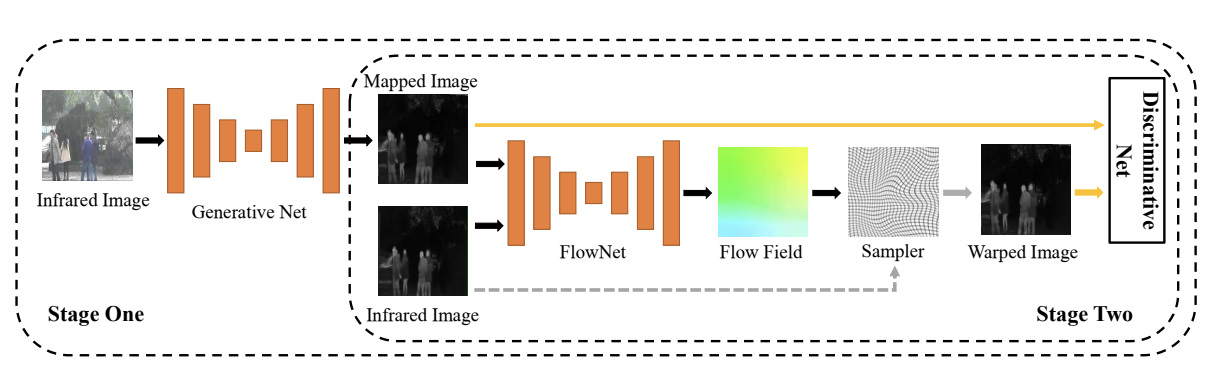 Mapped Image
Infrared Image
Generative Net
Infrared Image
FlowNet
Flow Field
Sampler
Warped Image
Discriminative
Net
Stage One
Stage Two